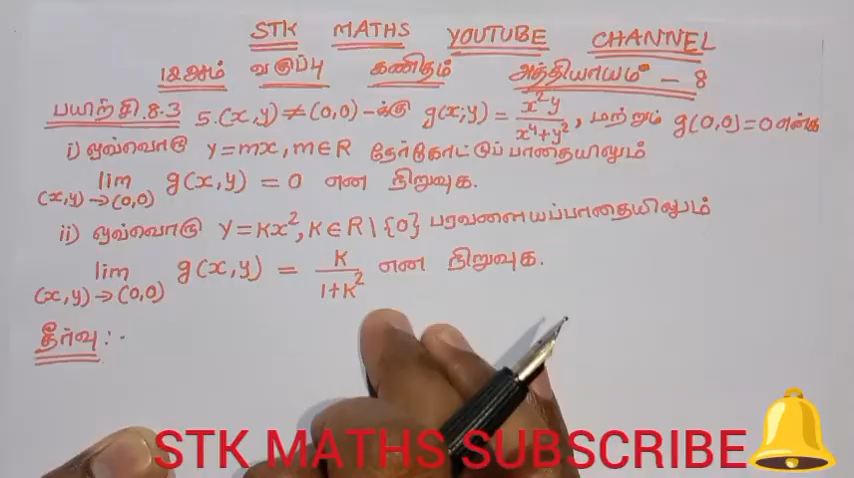 STK MATHS YOUTUBE CHANNEL
12ஆம் வகுப்பு கணிதம் அத்தியாயம் - 8
பயிற்சி.8.3 5.(x,y)≠(0,0)-க்கு g(x,y) = x²y / x⁴+y², மற்றும் g(0,0)=0 என்க
i) ஒவ்வொரு y=mx, m∈R நேர்கோட்டுப்பாதையிலும்
lim (x,y)→(0,0) g(x,y) = 0 என நிறுவுக.
ii) ஒவ்வொரு y=kx², k∈R\{0} பரவளையப்பாதையிலும்
lim (x,y)→(0,0) g(x,y) = k / 1+k² என நிறுவுக.
தீர்வு:-
STK MATHS SUBSCRIBE